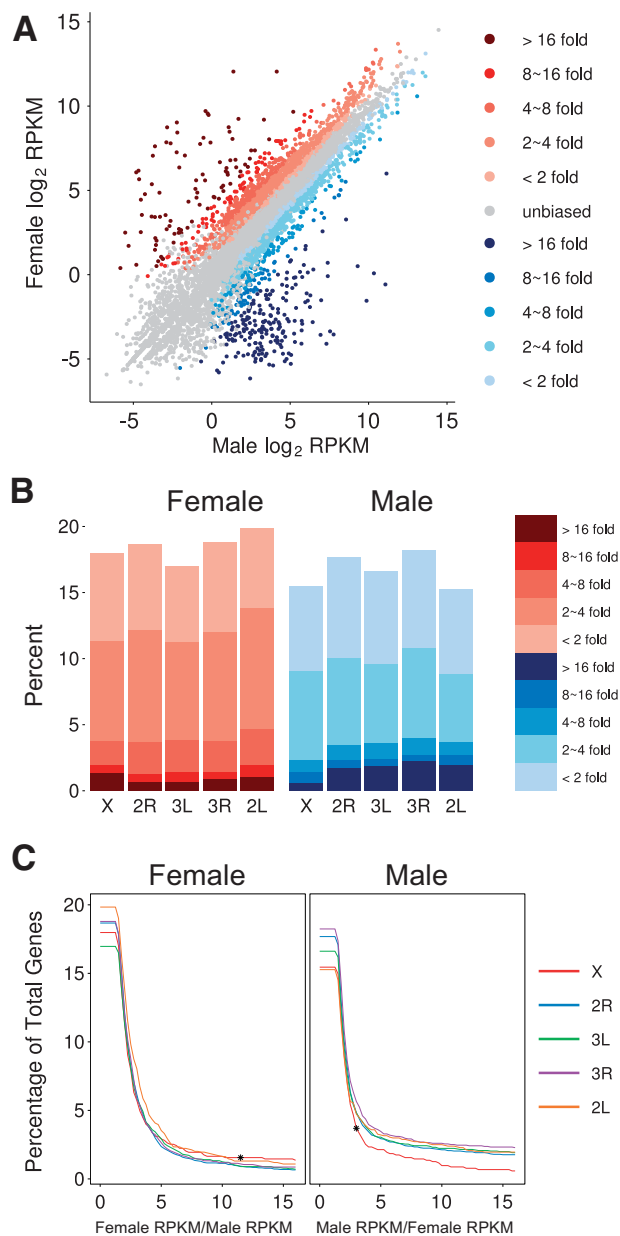 A
15
10
5
0
-5
Female log2 RPKM
-5 0 5 10 15
Male log2 RPKM
> 16 fold
8~16 fold
4~8 fold
2~4 fold
< 2 fold
unbiased
> 16 fold
8~16 fold
4~8 fold
2~4 fold
< 2 fold
B
Female Male
20
15
10
5
0
Percent
X 2R 3L 3R 2L X 2R 3L 3R 2L
> 16 fold
8~16 fold
4~8 fold
2~4 fold
< 2 fold
> 16 fold
8~16 fold
4~8 fold
2~4 fold
< 2 fold
C
Female Male
20
15
10
5
0
Percentage of Total Genes
* *
0 5 10 15 0 5 10 15
Female RPKM/Male RPKM Male RPKM/Female RPKM
X
2R
3L
3R
2L